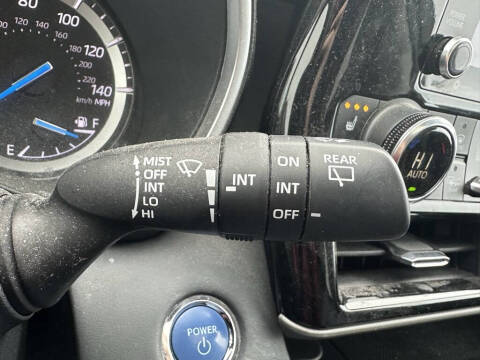 80
100
120
140
160
180
200
220
140
km/h MPH
E
F
MIST
OFF
INT
LO
HI
INT
ON
INT
OFF
REAR
HI
AUTO
POWER